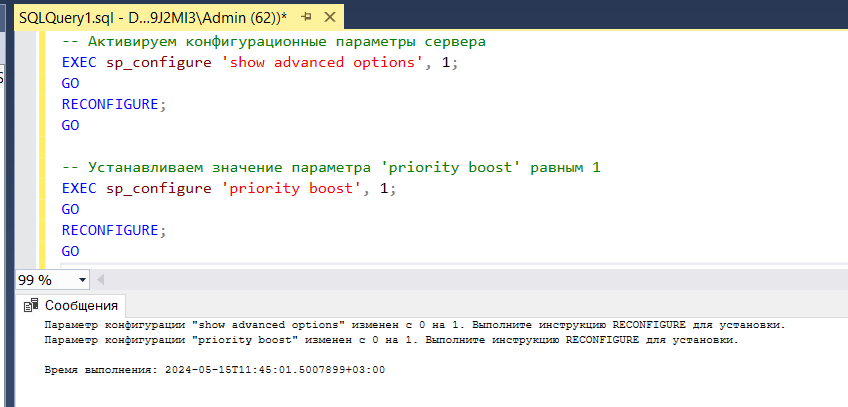 SQLQuery1.sql - D...9J2MI3\Admin (62))*
-- Активируем конфигурационные параметры сервера
EXEC sp_configure 'show advanced options', 1;
GO
RECONFIGURE;
GO
-- Устанавливаем значение параметра 'priority boost' равным 1
EXEC sp_configure 'priority boost', 1;
GO
RECONFIGURE;
GO
99 %
Сообщения
Параметр конфигурации "show advanced options" изменен с 0 на 1. Выполните инструкцию RECONFIGURE для установки.
Параметр конфигурации "priority boost" изменен с 0 на 1. Выполните инструкцию RECONFIGURE для установки.
Время выполнения: 2024-05-15T11:45:01.5007899+03:00